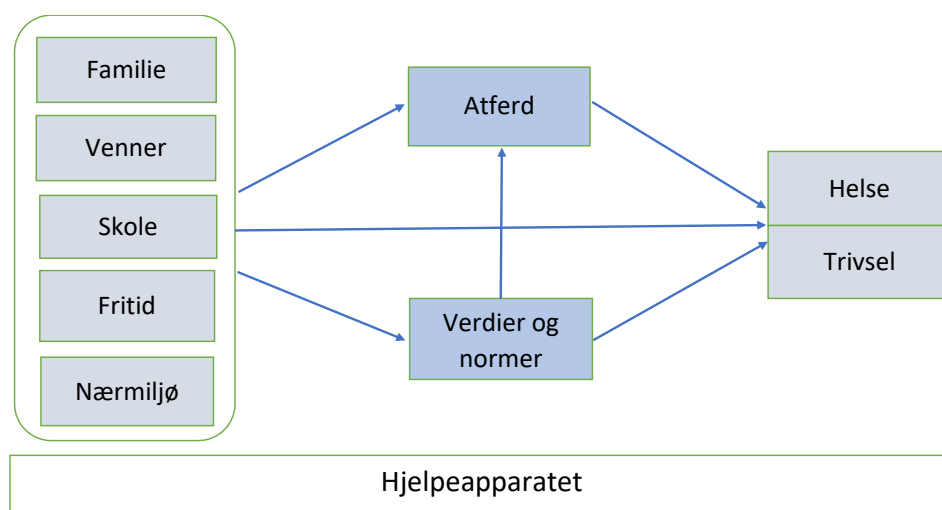 Familie
Venner
Skole
Fritid
Nærmiljø
Atferd
Verdier og
normer
Helse
Trivsel
Hjelpeapparatet